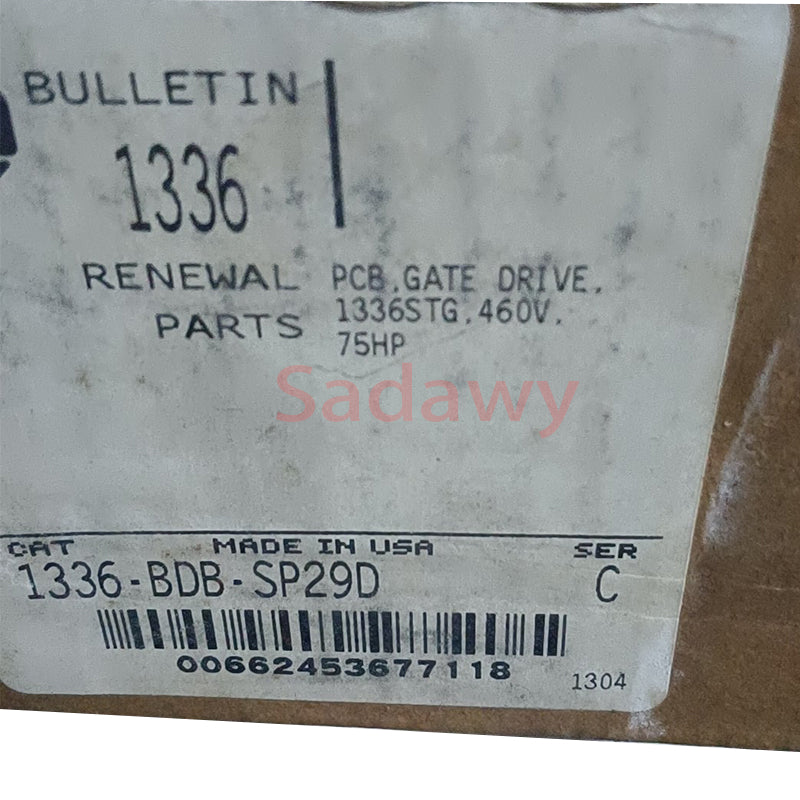 BULLETIN
1336
RENEWAL
PARTS
PCB,GATE DRIVE,
1336STG,460V,
75HP
Sadawy
CAT MADE IN USA SER
1336-BDB-SP29D C
00662453677118
1304